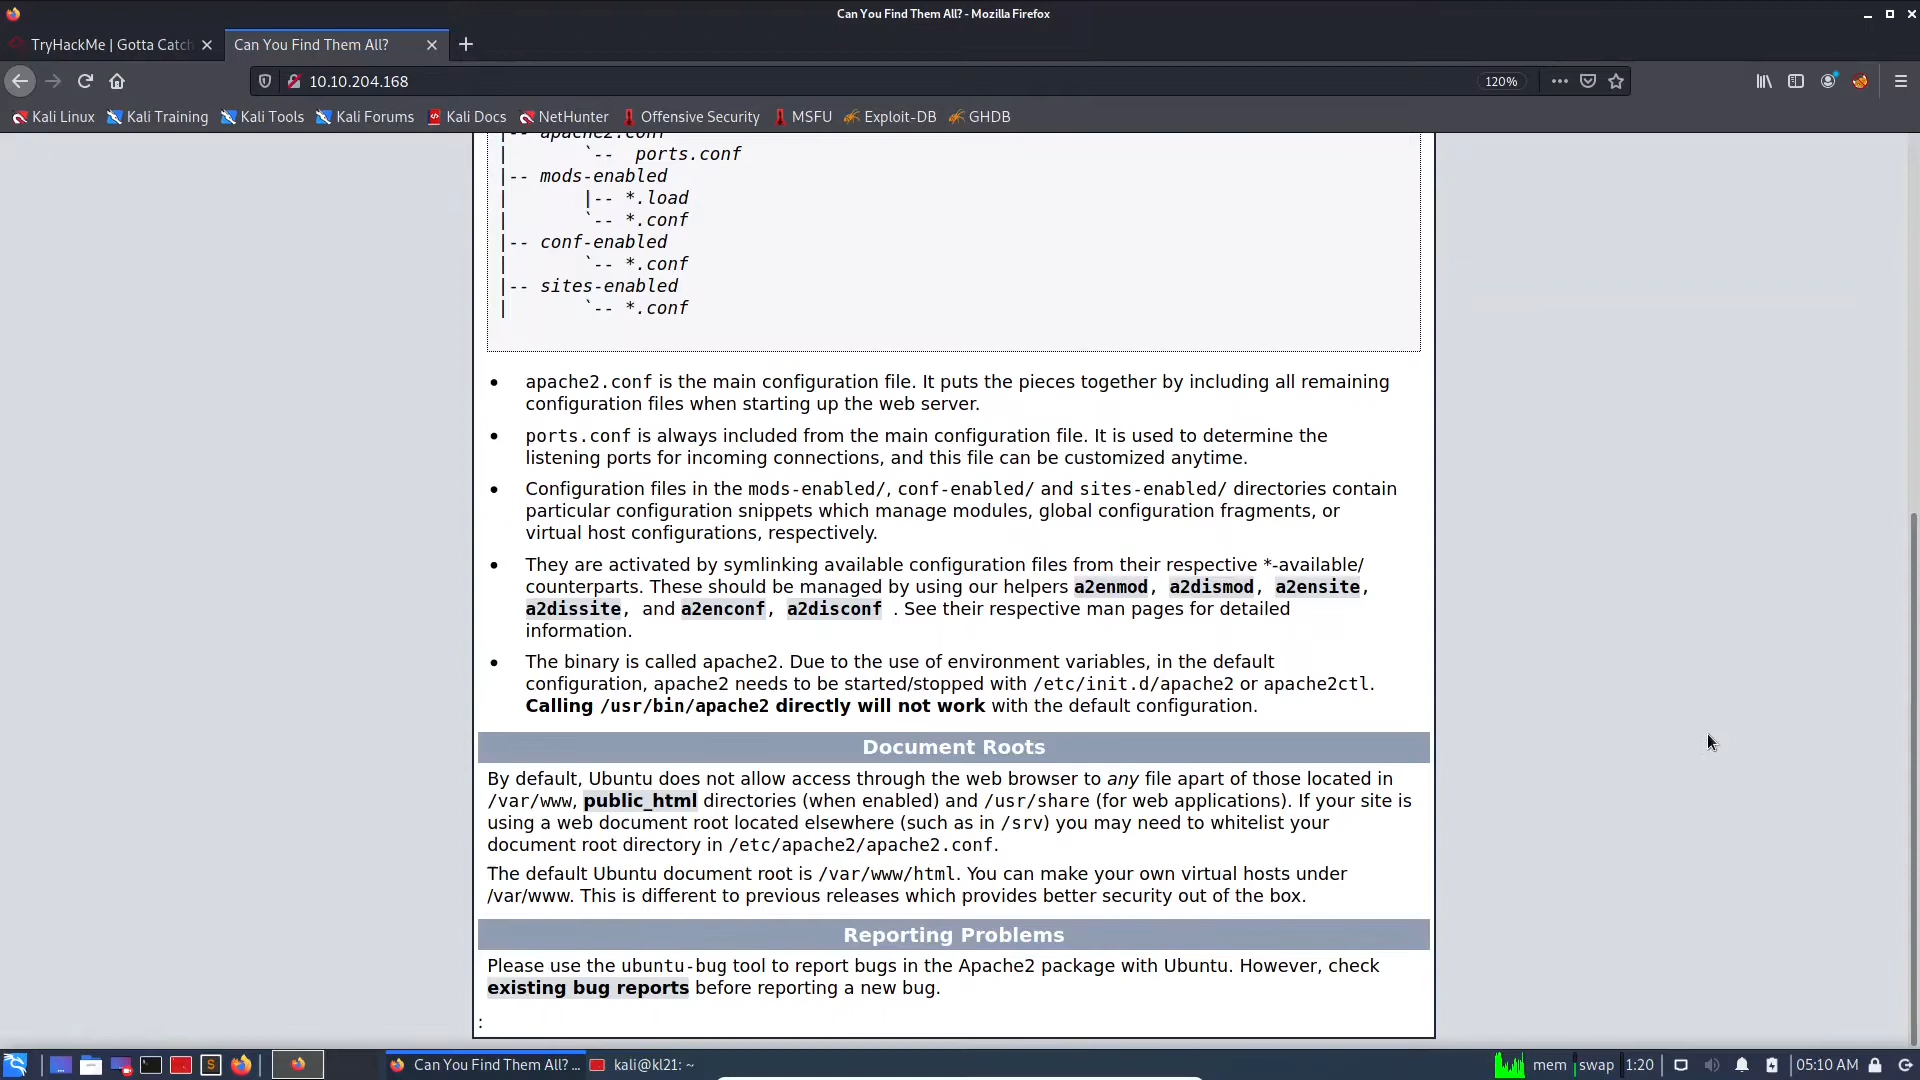 Can You Find Them All? - Mozilla Firefox
TryHackMe | Gotta Catch
Can You Find Them All?
10.10.204.168
120%
Kali Linux
Kali Training
Kali Tools
Kali Forums
Kali Docs
NetHunter
Offensive Security
MSFU
Exploit-DB
GHDB
|-- apache2.conf
|       `--  ports.conf
|-- mods-enabled
|       |-- *.load
|       `-- *.conf
|-- conf-enabled
|       `-- *.conf
|-- sites-enabled
|       `-- *.conf
• apache2.conf is the main configuration file. It puts the pieces together by including all remaining
configuration files when starting up the web server.
• ports.conf is always included from the main configuration file. It is used to determine the
listening ports for incoming connections, and this file can be customized anytime.
• Configuration files in the mods-enabled/, conf-enabled/ and sites-enabled/ directories contain
particular configuration snippets which manage modules, global configuration fragments, or
virtual host configurations, respectively.
• They are activated by symlinking available configuration files from their respective *-available/
counterparts. These should be managed by using our helpers a2enmod, a2dismod, a2ensite,
a2dissite, and a2enconf, a2disconf . See their respective man pages for detailed
information.
• The binary is called apache2. Due to the use of environment variables, in the default
configuration, apache2 needs to be started/stopped with /etc/init.d/apache2 or apache2ctl.
Calling /usr/bin/apache2 directly will not work with the default configuration.
Document Roots
By default, Ubuntu does not allow access through the web browser to any file apart of those located in
/var/www, public_html directories (when enabled) and /usr/share (for web applications). If your site is
using a web document root located elsewhere (such as in /srv) you may need to whitelist your
document root directory in /etc/apache2/apache2.conf.
The default Ubuntu document root is /var/www/html. You can make your own virtual hosts under
/var/www. This is different to previous releases which provides better security out of the box.
Reporting Problems
Please use the ubuntu-bug tool to report bugs in the Apache2 package with Ubuntu. However, check
existing bug reports before reporting a new bug.
:
Can You Find Them All? ...
kali@kl21: ~
mem
swap
1:20
05:10 AM